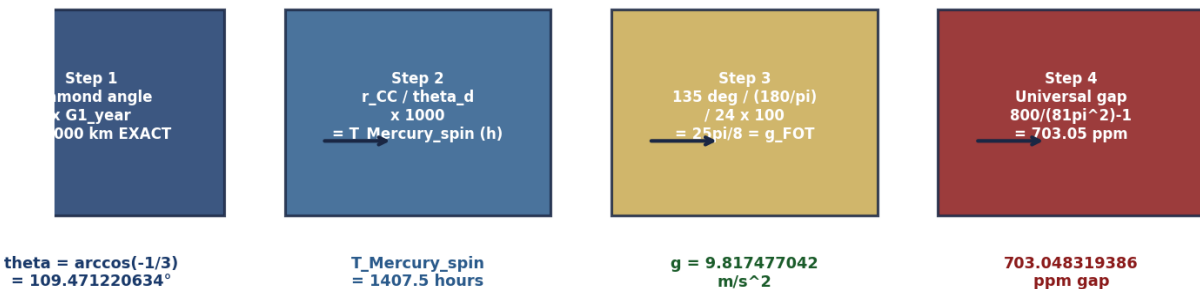 Step 1
amond angle
x G1_year
000 km EXACT
Step 2
r_CC / theta_d
x 1000
= T_Mercury_spin (h)
Step 3
135 deg / (180/pi)
/ 24 x 100
= 25pi/8 = g_FOT
Step 4
Universal gap
800/(81pi^2)-1
= 703.05 ppm
theta = arccos(-1/3)
= 109.471220634°
T_Mercury_spin
= 1407.5 hours
g = 9.817477042
m/s^2
703.048319386
ppm gap